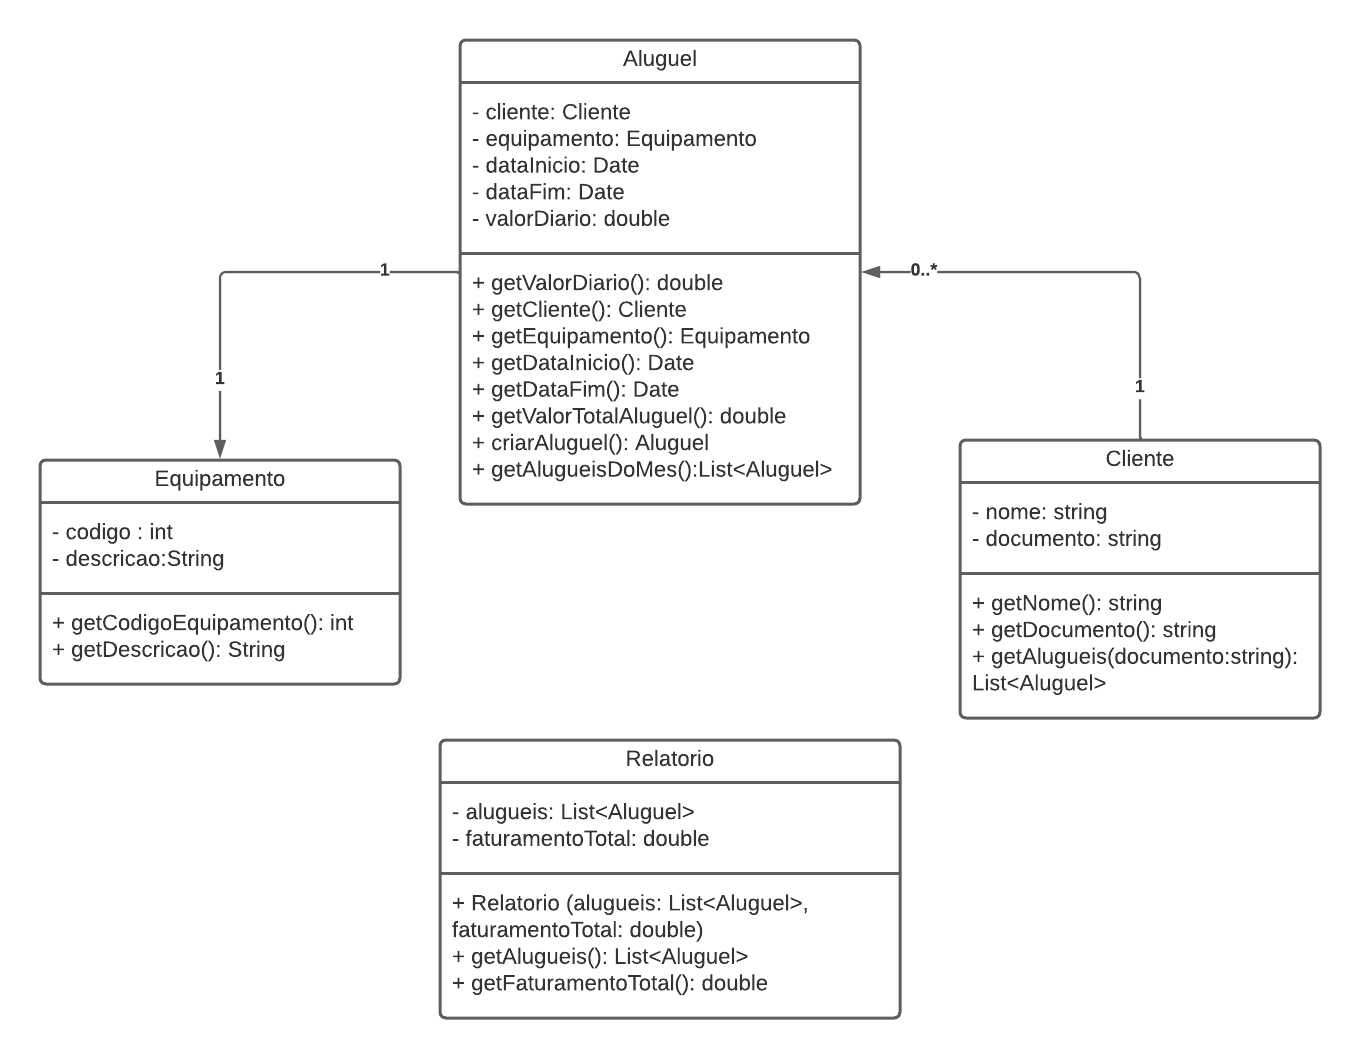 Aluguel
- cliente: Cliente
- equipamento: Equipamento
- dataInicio: Date
- dataFim: Date
- valorDiario: double
+ getValorDiario(): double
+ getCliente(): Cliente
+ getEquipamento(): Equipamento
+ getDataInicio(): Date
+ getDataFim(): Date
+ getValorTotalAluguel(): double
+ criarAluguel(): Aluguel
+ getAlugueisDoMes():List<Aluguel>
1
1
0..*
1
Equipamento
- codigo : int
- descricao:String
+ getCodigoEquipamento(): int
+ getDescricao(): String
Cliente
- nome: string
- documento: string
+ getNome(): string
+ getDocumento(): string
+ getAlugueis(documento:string):
List<Aluguel>
Relatorio
- alugueis: List<Aluguel>
- faturamentoTotal: double
+ Relatorio (alugueis: List<Aluguel>,
faturamentoTotal: double)
+ getAlugueis(): List<Aluguel>
+ getFaturamentoTotal(): double